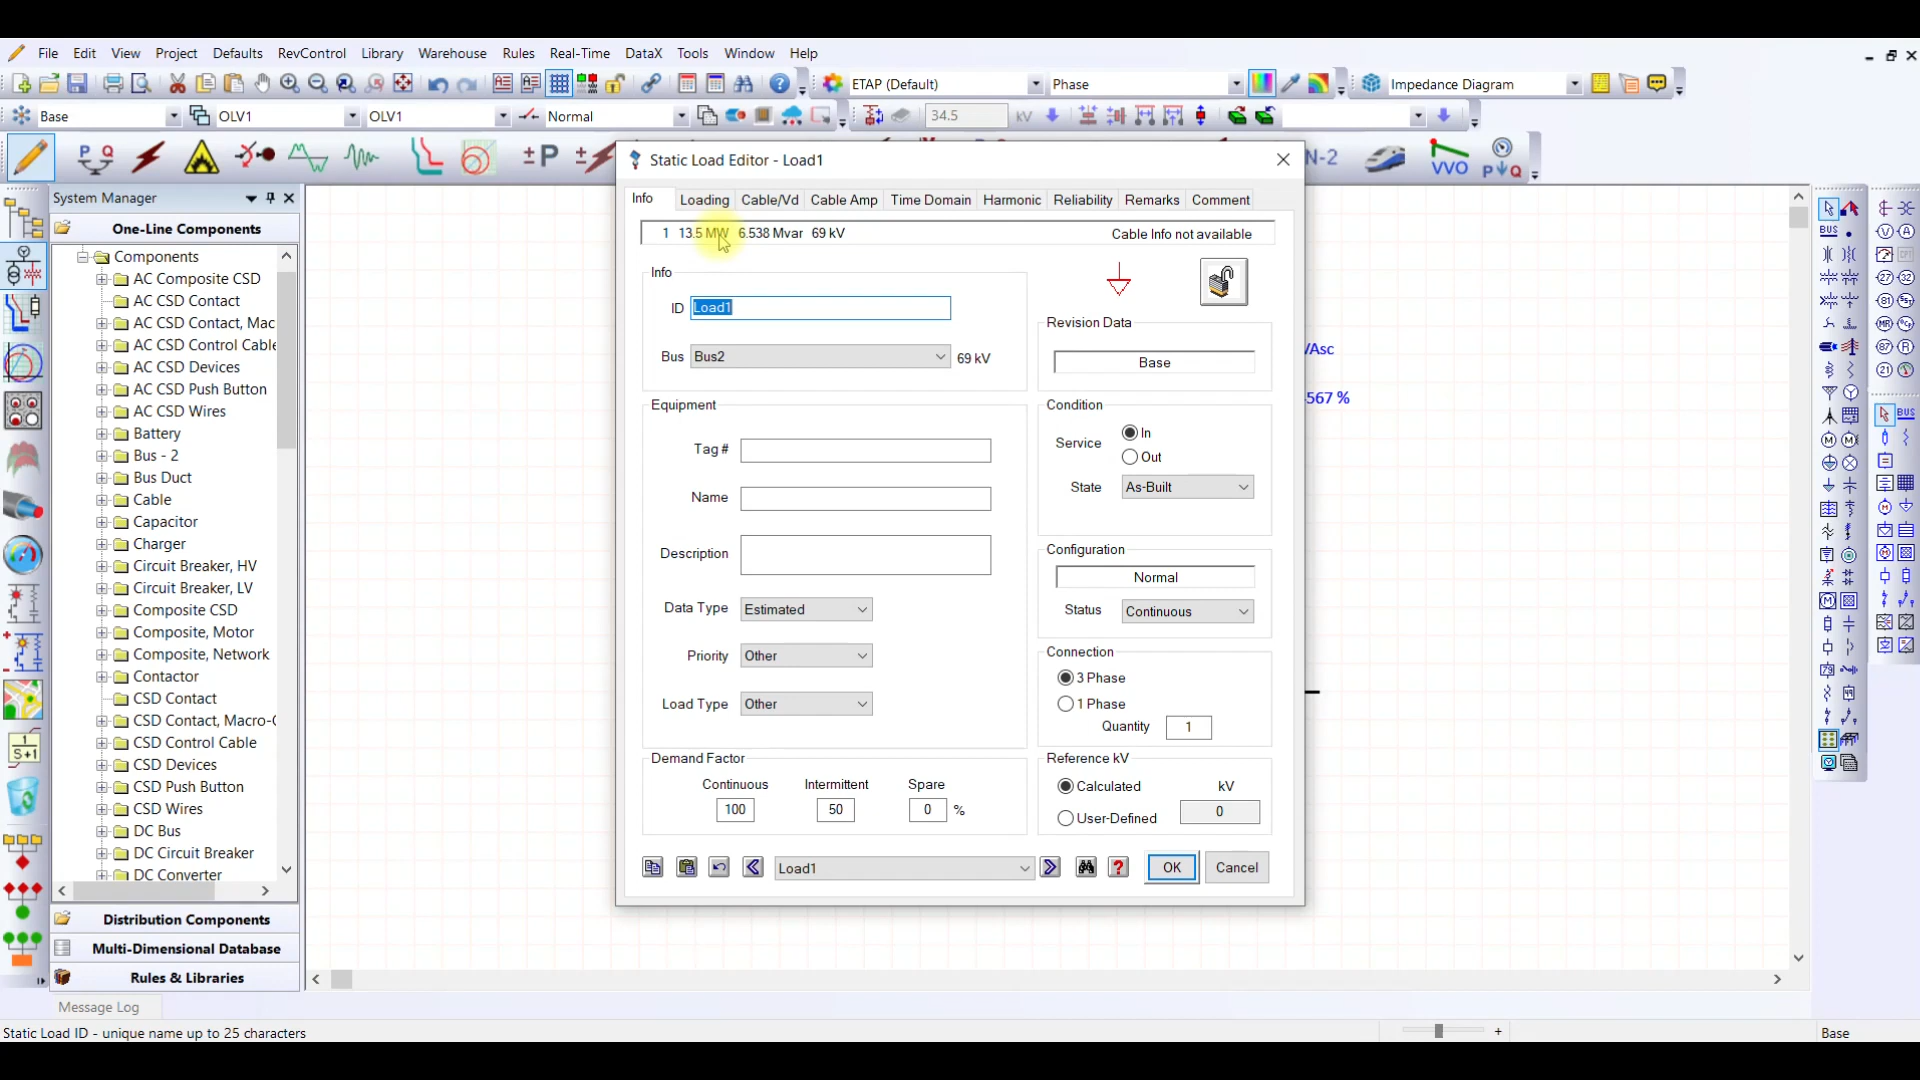 File Edit View Project Defaults RevControl Library Warehouse Rules Real-Time DataX Tools Window Help
ETAP (Default) Phase Impedance Diagram
Base OLV1 OLV1 Normal 34.5 kV
N-2 VVO
System Manager
One-Line Components
Components
AC Composite CSD
AC CSD Contact
AC CSD Contact, Mac
AC CSD Control Cable
AC CSD Devices
AC CSD Push Button
AC CSD Wires
Battery
Bus - 2
Bus Duct
Cable
Capacitor
Charger
Circuit Breaker, HV
Circuit Breaker, LV
Composite CSD
Composite, Motor
Composite, Network
Contactor
CSD Contact
CSD Contact, Macro-C
CSD Control Cable
CSD Devices
CSD Push Button
CSD Wires
DC Bus
DC Circuit Breaker
DC Converter
Distribution Components
Multi-Dimensional Database
Rules & Libraries
Message Log
Static Load Editor - Load1
Info Loading Cable/Vd Cable Amp Time Domain Harmonic Reliability Remarks Comment
1 13.5 MW 6.538 Mvar 69 kV Cable Info not available
Info
ID Load1
Bus Bus2 69 kV
Equipment
Tag #
Name
Description
Data Type Estimated
Priority Other
Load Type Other
Demand Factor
Continuous Intermittent Spare
100 50 0 %
Revision Data
Base
Condition
Service In
Out
State As-Built
Configuration
Normal
Status Continuous
Connection
3 Phase
1 Phase
Quantity 1
Reference kV
Calculated kV
User-Defined 0
Load1 OK Cancel
VAsc
567 %
Static Load ID - unique name up to 25 characters
Base